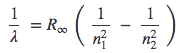 1/λ = R∞ ( 1/n₁² - 1/n₂² )